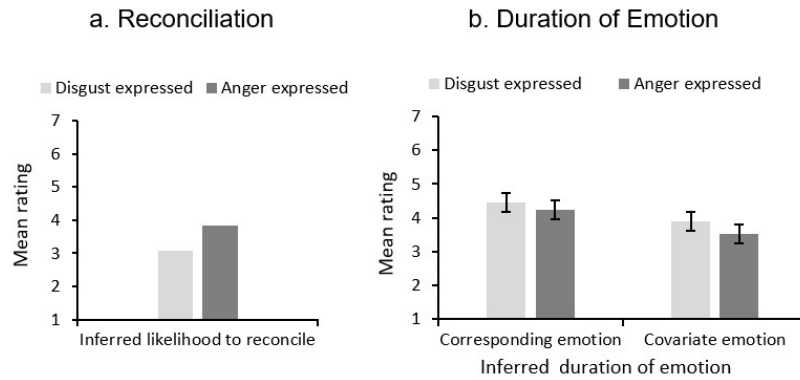 a. Reconciliation
Disgust expressed Anger expressed
7
6
5
4
3
2
1
Mean rating
Inferred likelihood to reconcile
b. Duration of Emotion
Disgust expressed Anger expressed
7
6
5
4
3
2
1
Mean rating
Corresponding emotion Covariate emotion
Inferred duration of emotion